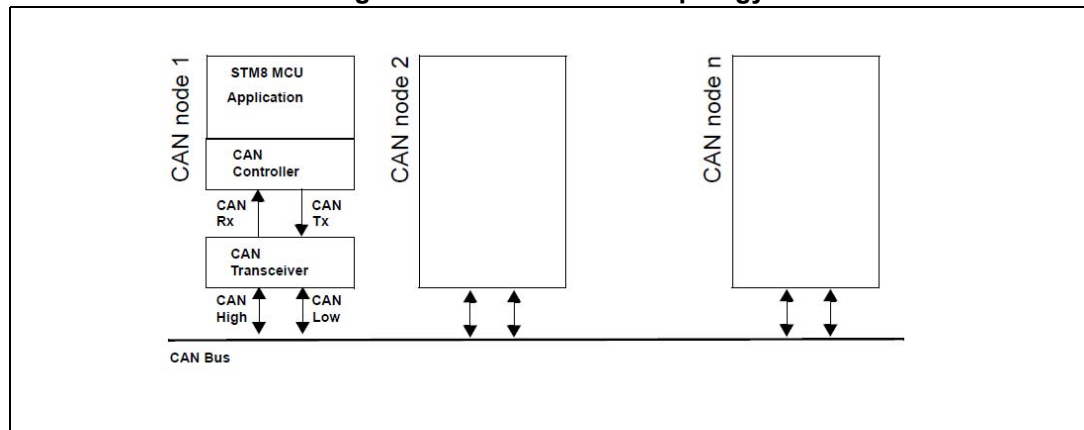 CAN node 1
STM8 MCU
Application
CAN
Controller
CAN
Rx
CAN
Tx
CAN
Transceiver
CAN
High
CAN
Low
CAN node 2
CAN node n
CAN Bus